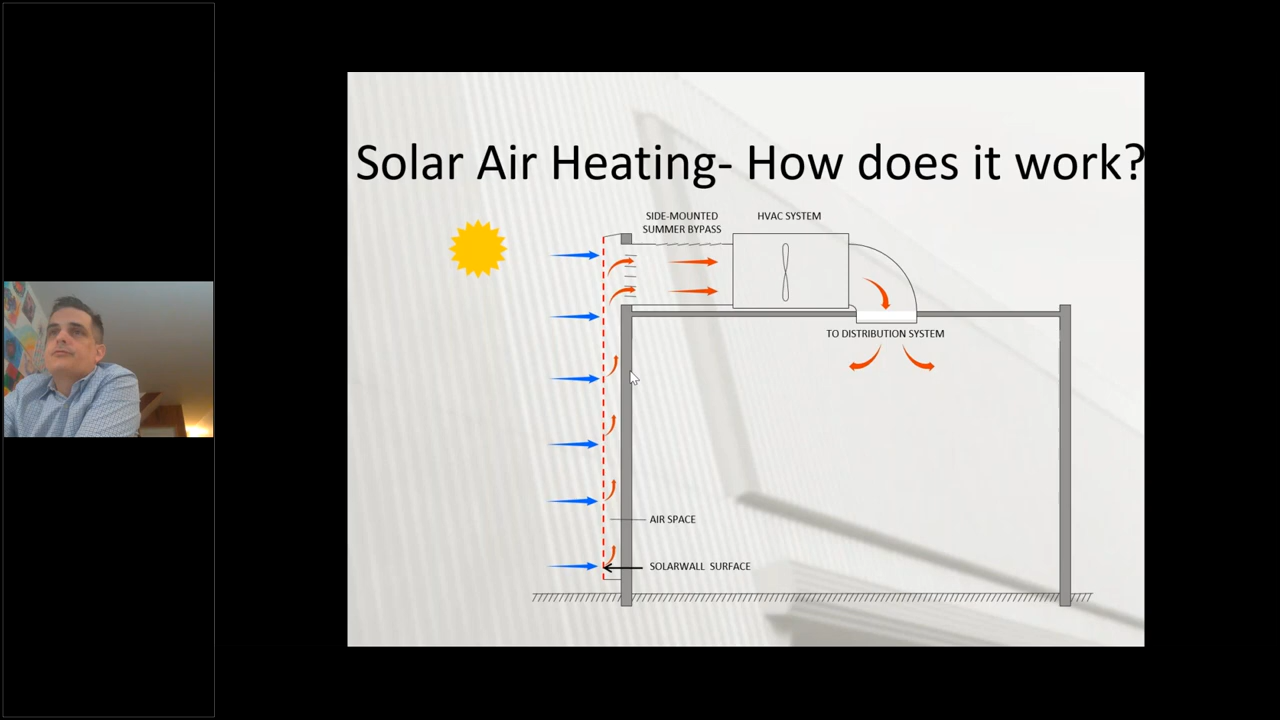 Solar Air Heating- How does it work?
SIDE-MOUNTED
SUMMER BYPASS
HVAC SYSTEM
TO DISTRIBUTION SYSTEM
AIR SPACE
SOLARWALL SURFACE